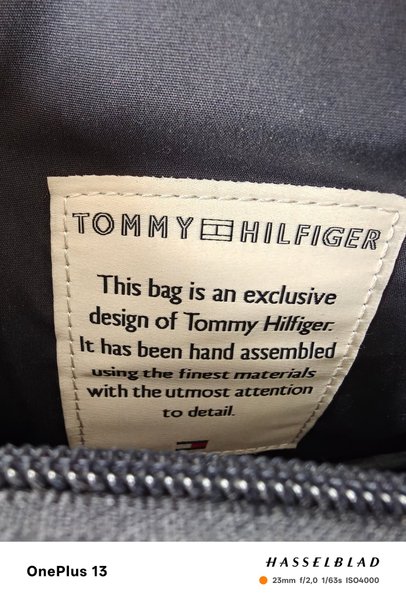 TOMMY HILFIGER
This bag is an exclusive
design of Tommy Hilfiger.
It has been hand assembled
using the finest materials
with the utmost attention
to detail.
OnePlus 13
HASSELBLAD
23mm f/2,0 1/63s ISO4000